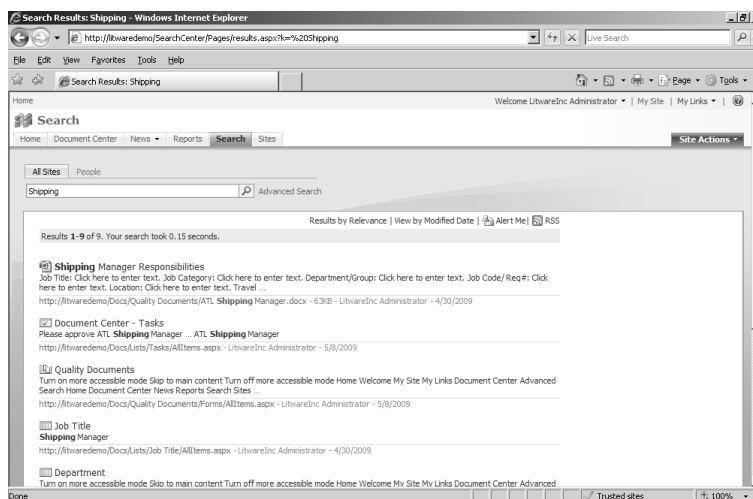 Search Results: Shipping - Windows Internet Explorer
http://litwaredemo/SearchCenter/Pages/results.aspx?k=%20Shipping
Live Search
File Edit View Favorites Tools Help
Search Results: Shipping
Page Tools
Home
Welcome LitwareInc Administrator | My Site | My Links
Search
Home Document Center News Reports Search Sites
Site Actions
All Sites People
Shipping
Advanced Search
Results by Relevance | View by Modified Date | Alert Me | RSS
Results 1-9 of 9. Your search took 0.15 seconds.
Shipping Manager Responsibilities
Job Title: Click here to enter text. Job Category: Click here to enter text. Department/Group: Click here to enter text. Job Code/ Req#: Click
here to enter text. Location: Click here to enter text. Travel ...
http://litwaredemo/Docs/Quality Documents/ATL Shipping Manager.docx - 63KB - LitwareInc Administrator - 4/30/2009
Document Center - Tasks
Please approve ATL Shipping Manager ... ATL Shipping Manager
http://litwaredemo/Docs/Lists/Tasks/AllItems.aspx - LitwareInc Administrator - 5/8/2009
Quality Documents
Turn on more accessible mode Skip to main content Turn off more accessible mode Home Welcome My Site My Links Document Center Advanced
Search Home Document Center News Reports Search Sites ...
http://litwaredemo/Docs/Quality Documents/Forms/AllItems.aspx - LitwareInc Administrator - 5/8/2009
Job Title
Shipping Manager
http://litwaredemo/Docs/Lists/Job Title/AllItems.aspx - LitwareInc Administrator - 4/30/2009
Department
Turn on more accessible mode Skip to main content Turn off more accessible mode Home Welcome My Site My Links Document Center Advanced
Done
Trusted sites
100%